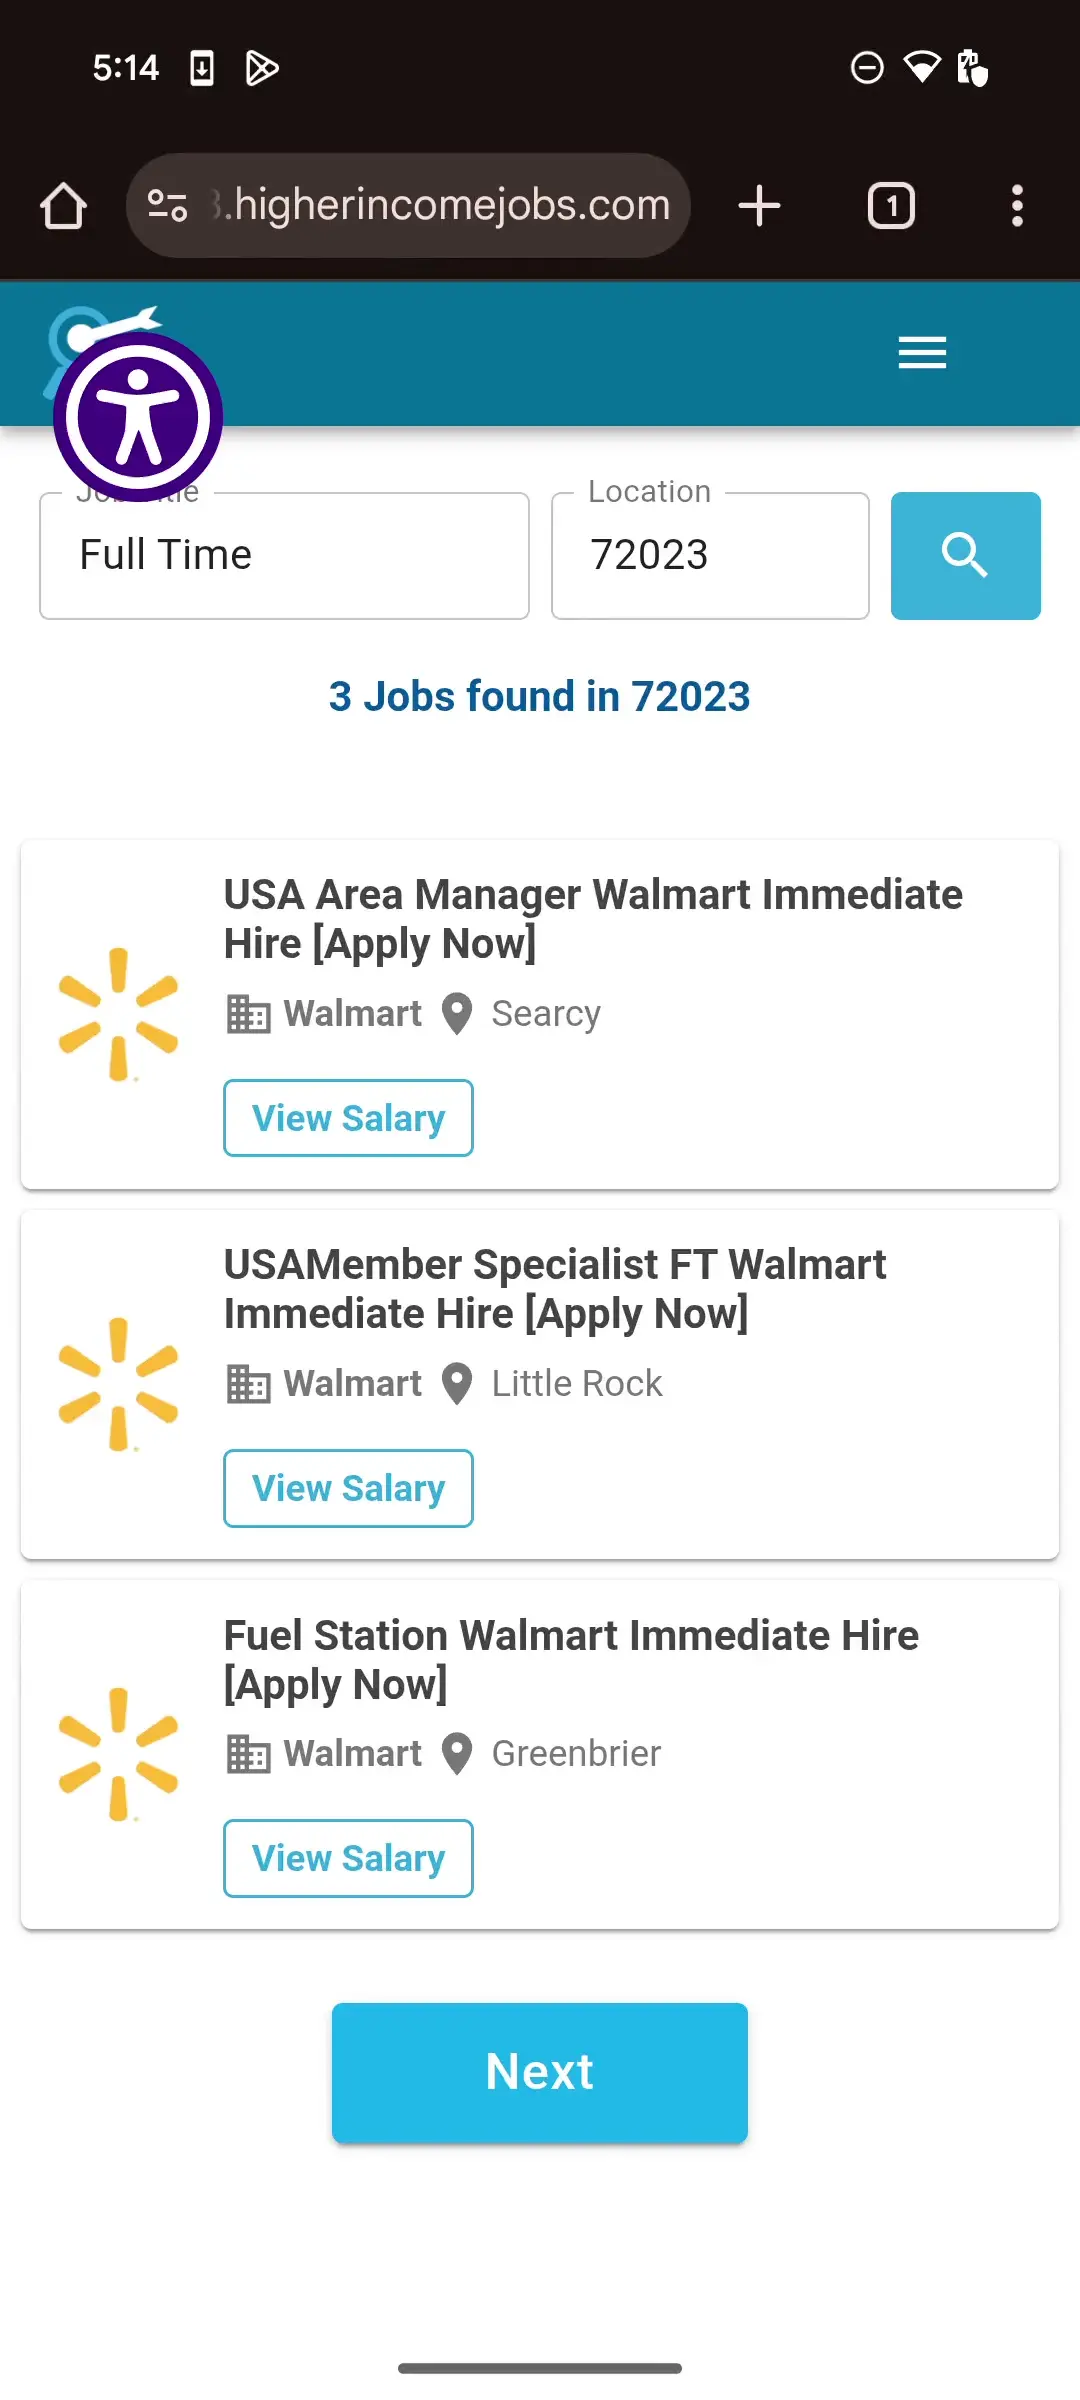 5:14
.higherincomejobs.com
1
Location
Full Time
72023
3 Jobs found in 72023
USA Area Manager Walmart Immediate
Hire [Apply Now]
Walmart Searcy
View Salary
USAMember Specialist FT Walmart
Immediate Hire [Apply Now]
Walmart Little Rock
View Salary
Fuel Station Walmart Immediate Hire
[Apply Now]
Walmart Greenbrier
View Salary
Next